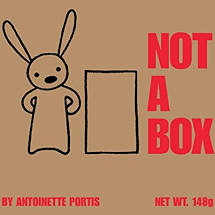 NOT
A
BOX
BY ANTOINETTE PORTIS
NET WT. 148g